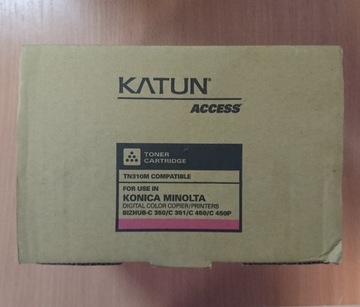 KATUN®
ACCESS
TONER
CARTRIDGE
TN310M COMPATIBLE
FOR USE IN
KONICA MINOLTA
DIGITAL COLOR COPIER/PRINTERS
BIZHUB-C 350/C 351/C 450/C 450P